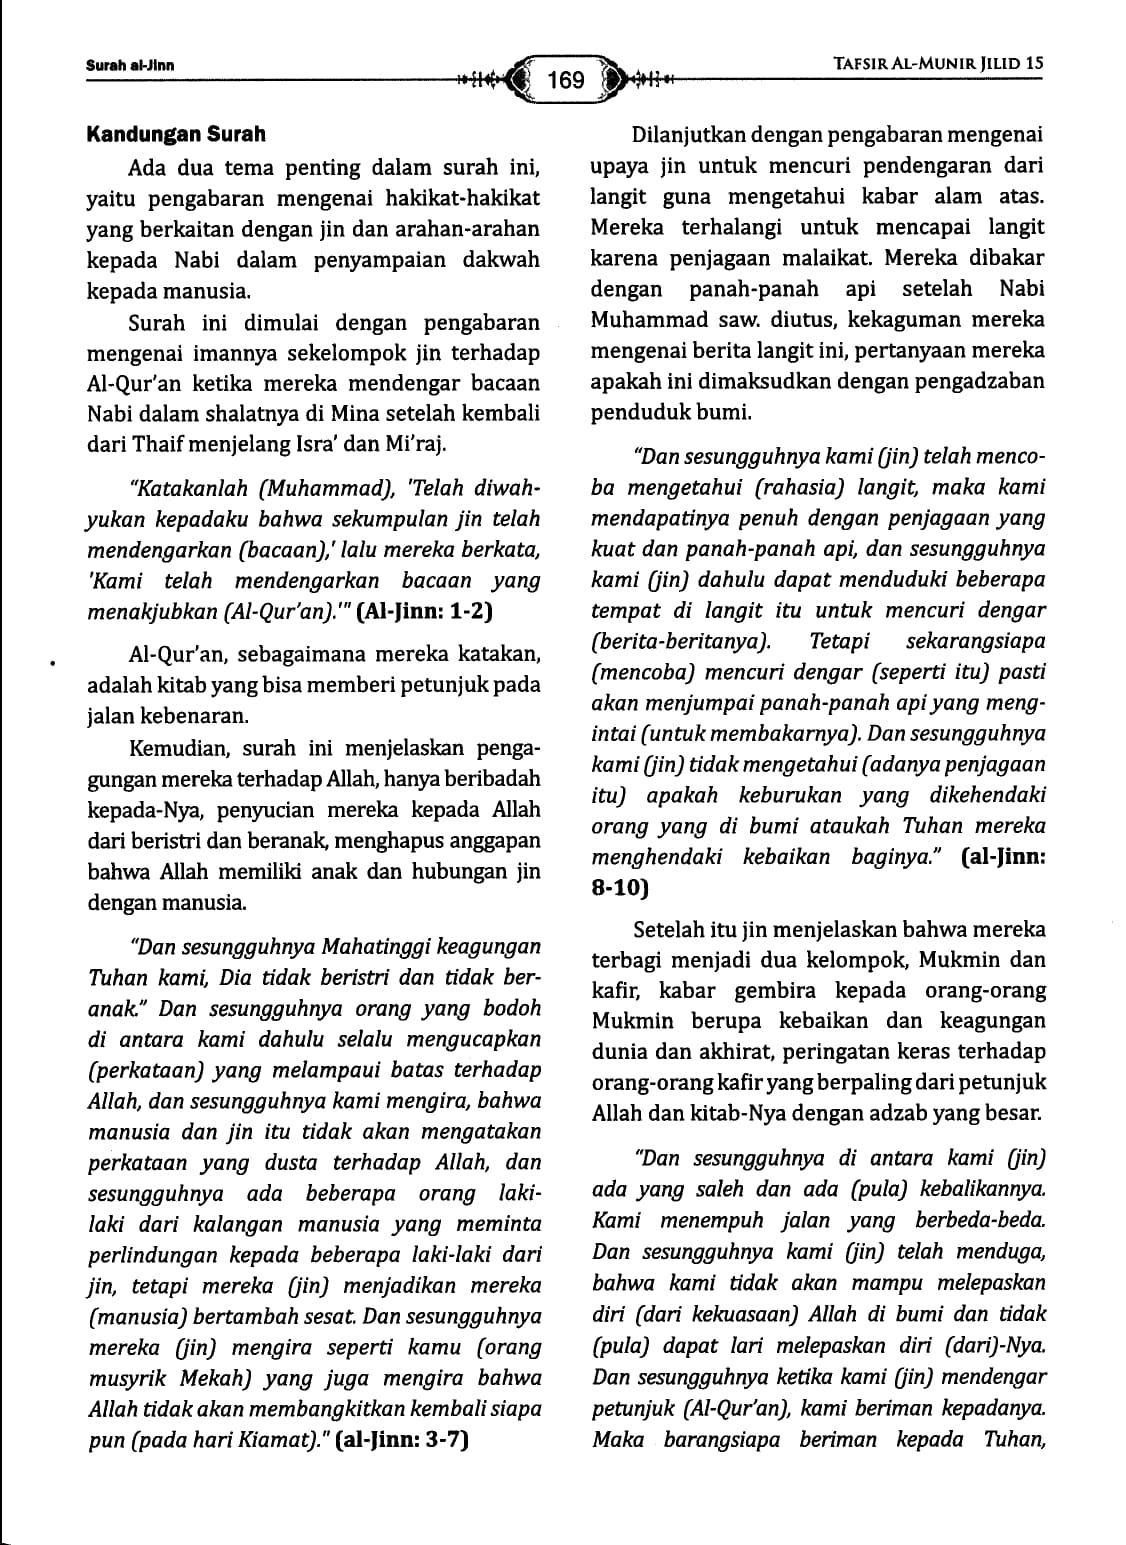 Surah al-Jinn
169
TAFSIR AL-MUNIR JILID 15
Kandungan Surah
Ada dua tema penting dalam surah ini,
yaitu pengabaran mengenai hakikat-hakikat
yang berkaitan dengan jin dan arahan-arahan
kepada Nabi dalam penyampaian dakwah
kepada manusia.
Surah ini dimulai dengan pengabaran
mengenai imannya sekelompok jin terhadap
Al-Qur'an ketika mereka mendengar bacaan
Nabi dalam shalatnya di Mina setelah kembali
dari Thaif menjelang Isra' dan Mi'raj.
"Katakanlah (Muhammad), 'Telah diwah-
yukan kepadaku bahwa sekumpulan jin telah
mendengarkan (bacaan),' lalu mereka berkata,
'Kami telah mendengarkan bacaan yang
menakjubkan (Al-Qur'an).'" (Al-Jinn: 1-2)
Al-Qur'an, sebagaimana mereka katakan,
adalah kitab yang bisa memberi petunjuk pada
jalan kebenaran.
Kemudian, surah ini menjelaskan penga-
gungan mereka terhadap Allah, hanya beribadah
kepada-Nya, penyucian mereka kepada Allah
dari beristri dan beranak, menghapus anggapan
bahwa Allah memiliki anak dan hubungan jin
dengan manusia.
"Dan sesungguhnya Mahatinggi keagungan
Tuhan kami, Dia tidak beristri dan tidak ber-
anak." Dan sesungguhnya orang yang bodoh
di antara kami dahulu selalu mengucapkan
(perkataan) yang melampaui batas terhadap
Allah, dan sesungguhnya kami mengira, bahwa
manusia dan jin itu tidak akan mengatakan
perkataan yang dusta terhadap Allah, dan
sesungguhnya ada beberapa orang laki-
laki dari kalangan manusia yang meminta
perlindungan kepada beberapa laki-laki dari
jin, tetapi mereka (jin) menjadikan mereka
(manusia) bertambah sesat. Dan sesungguhnya
mereka (jin) mengira seperti kamu (orang
musyrik Mekah) yang juga mengira bahwa
Allah tidak akan membangkitkan kembali siapa
pun (pada hari Kiamat)." (al-Jinn: 3-7)
Dilanjutkan dengan pengabaran mengenai
upaya jin untuk mencuri pendengaran dari
langit guna mengetahui kabar alam atas.
Mereka terhalangi untuk mencapai langit
karena penjagaan malaikat. Mereka dibakar
dengan panah-panah api setelah Nabi
Muhammad saw. diutus, kekaguman mereka
mengenai berita langit ini, pertanyaan mereka
apakah ini dimaksudkan dengan pengadzaban
penduduk bumi.
"Dan sesungguhnya kami (jin) telah menco-
ba mengetahui (rahasia) langit, maka kami
mendapatinya penuh dengan penjagaan yang
kuat dan panah-panah api, dan sesungguhnya
kami (jin) dahulu dapat menduduki beberapa
tempat di langit itu untuk mencuri dengar
(berita-beritanya). Tetapi sekarangsiapa
(mencoba) mencuri dengar (seperti itu) pasti
akan menjumpai panah-panah api yang meng-
intai (untuk membakarnya). Dan sesungguhnya
kami (jin) tidak mengetahui (adanya penjagaan
itu) apakah keburukan yang dikehendaki
orang yang di bumi ataukah Tuhan mereka
menghendaki kebaikan baginya." (al-Jinn:
8-10)
Setelah itu jin menjelaskan bahwa mereka
terbagi menjadi dua kelompok, Mukmin dan
kafir, kabar gembira kepada orang-orang
Mukmin berupa kebaikan dan keagungan
dunia dan akhirat, peringatan keras terhadap
orang-orang kafir yang berpaling dari petunjuk
Allah dan kitab-Nya dengan adzab yang besar.
"Dan sesungguhnya di antara kami (jin)
ada yang saleh dan ada (pula) kebalikannya.
Kami menempuh jalan yang berbeda-beda.
Dan sesungguhnya kami (jin) telah menduga,
bahwa kami tidak akan mampu melepaskan
diri (dari kekuasaan) Allah di bumi dan tidak
(pula) dapat lari melepaskan diri (dari)-Nya.
Dan sesungguhnya ketika kami (jin) mendengar
petunjuk (Al-Qur'an), kami beriman kepadanya.
Maka barangsiapa beriman kepada Tuhan,